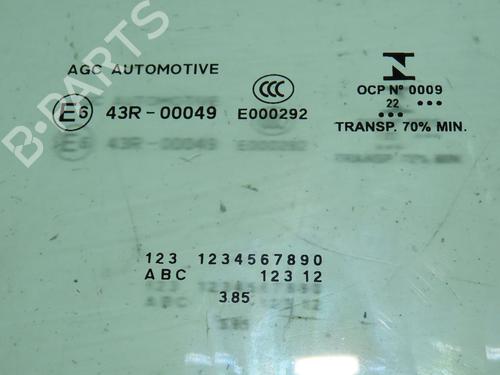 B-PARTS
AGC AUTOMOTIVE
E6 43R-00049
CCC
E000292
OCP Nº 0009
22
TRANSP. 70% MIN.
123 1234567890
ABC 123 12
385